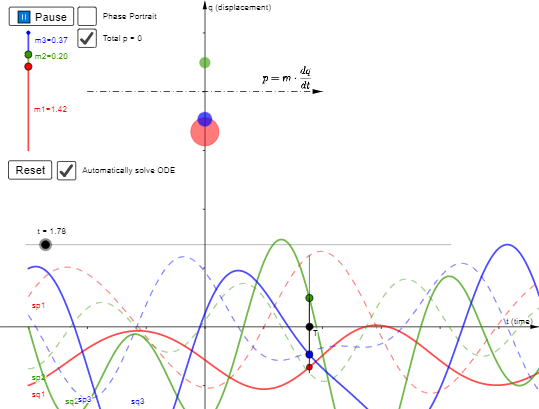 Pause
Phase Portrait
q (displacement)
m3=0.37
Total p = 0
m2=0.20
p = m · dq/dt
m1=1.42
Reset
Automatically solve ODE
t = 1.78
sp1
T
t (time)
sp2
sq1
sq2
sp3
sq3